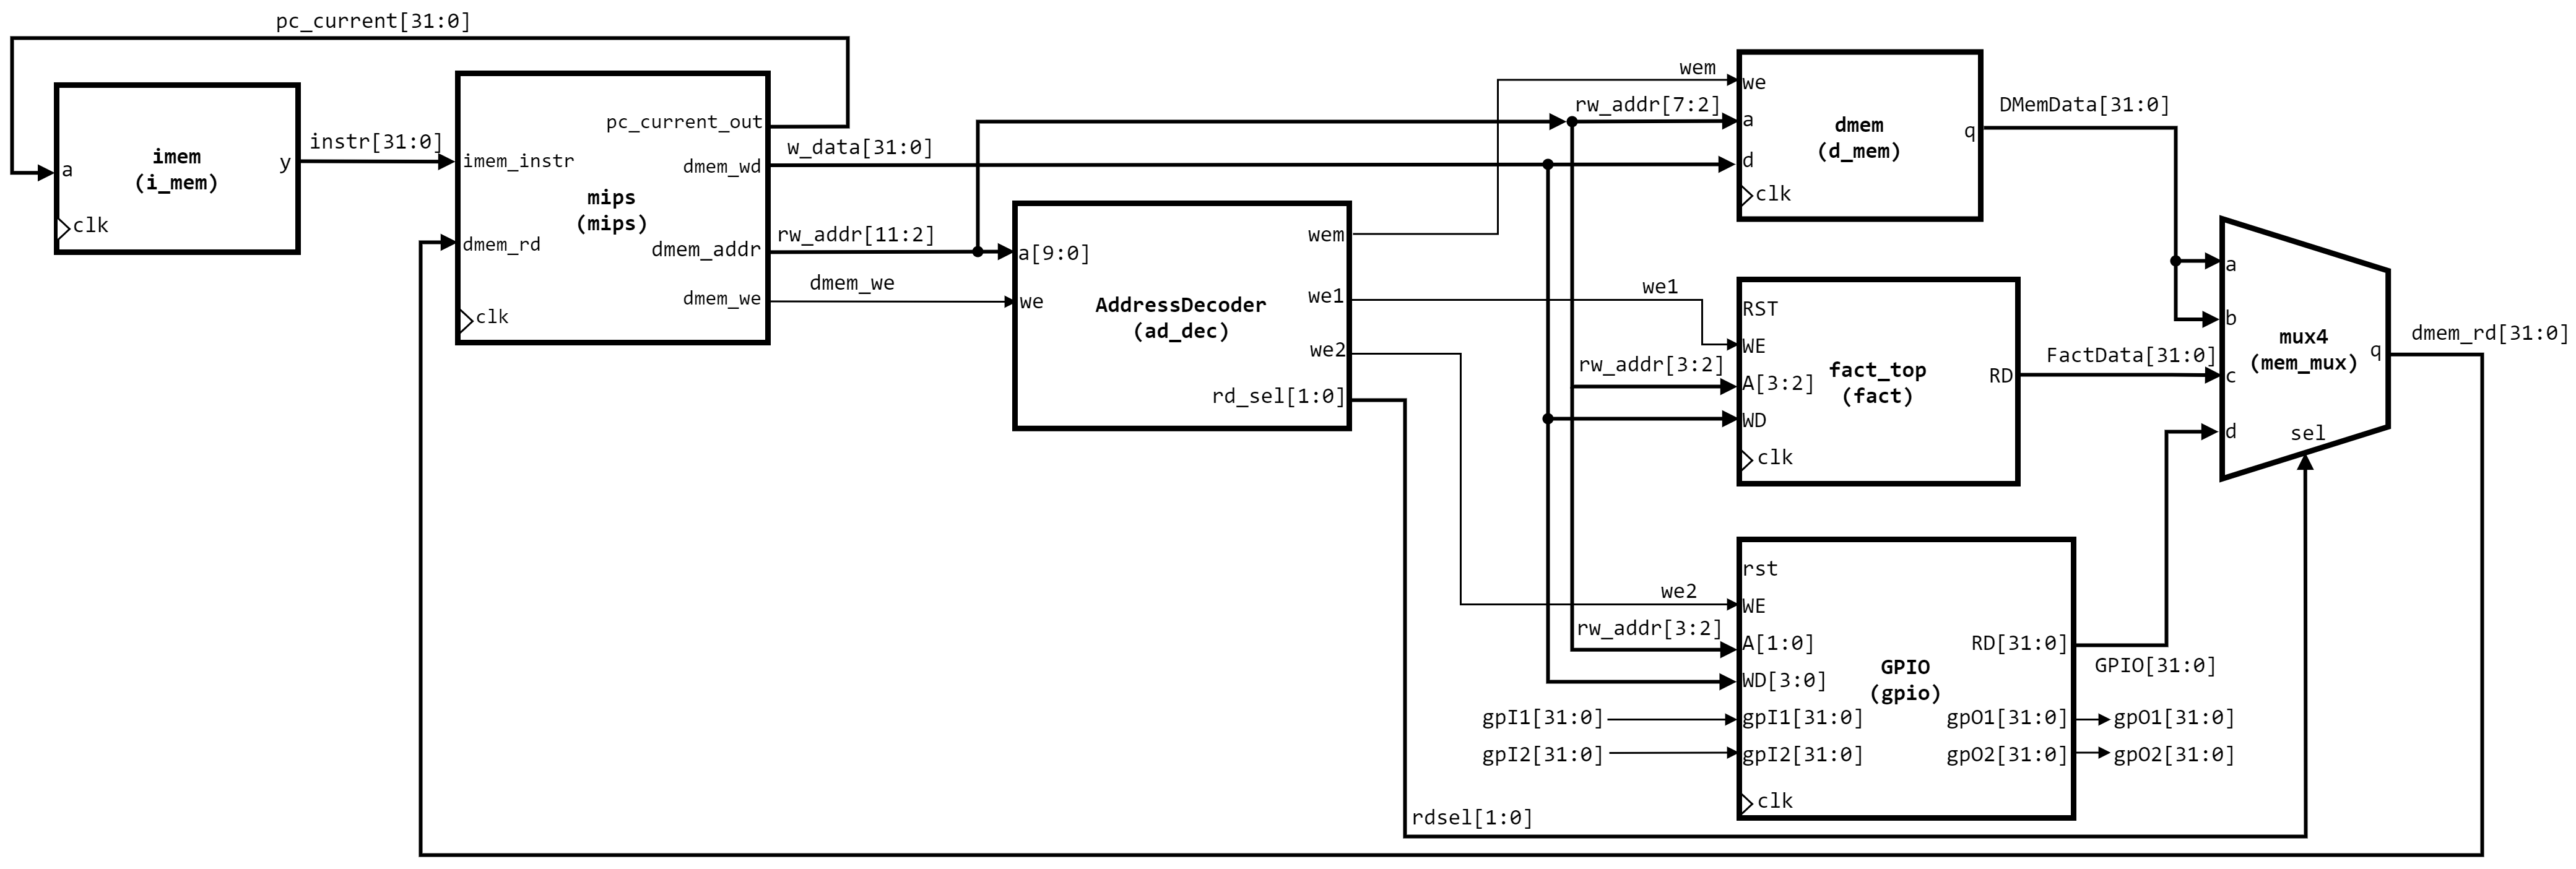 pc_current[31:0]
a
imem
(i_mem)
y
clk
instr[31:0]
imem_instr
dmem_rd
mips
(mips)
clk
pc_current_out
dmem_wd
dmem_addr
dmem_we
w_data[31:0]
rw_addr[11:2]
dmem_we
a[9:0]
we
AddressDecoder
(ad_dec)
wem
we1
we2
rd_sel[1:0]
wem
rw_addr[7:2]
we
a
d
clk
dmem
(d_mem)
q
DMemData[31:0]
we1
rw_addr[3:2]
RST
WE
A[3:2]
WD
clk
fact_top
(fact)
RD
FactData[31:0]
we2
rw_addr[3:2]
gpI1[31:0]
gpI2[31:0]
rst
WE
A[1:0]
WD[3:0]
gpI1[31:0]
gpI2[31:0]
clk
GPIO
(gpio)
RD[31:0]
gpO1[31:0]
gpO2[31:0]
GPIO[31:0]
gpO1[31:0]
gpO2[31:0]
a
b
c
d
mux4
(mem_mux)
sel
q
dmem_rd[31:0]
rdsel[1:0]